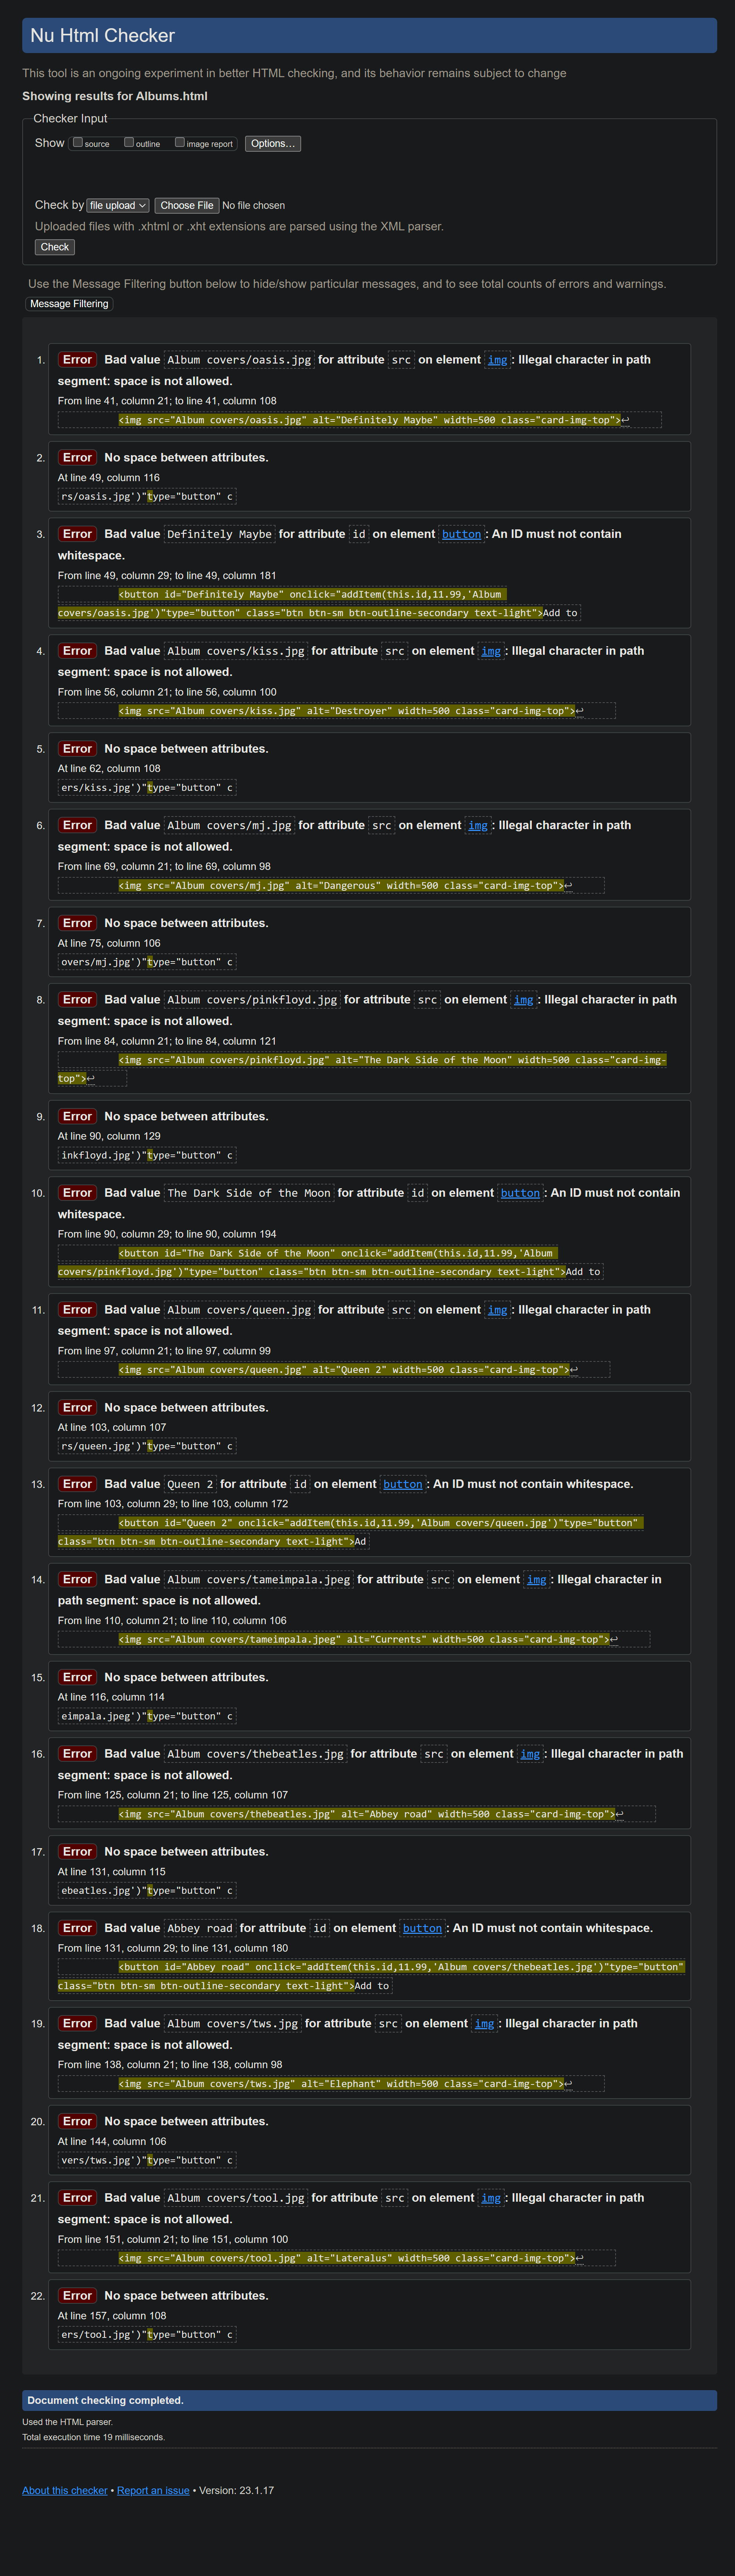 Nu Html Checker
This tool is an ongoing experiment in better HTML checking, and its behavior remains subject to change
Showing results for Albums.html
Checker Input
Show source outline image report Options...
Check by file upload Choose File No file chosen
Uploaded files with .xhtml or .xht extensions are parsed using the XML parser.
Check
Use the Message Filtering button below to hide/show particular messages, and to see total counts of errors and warnings.
Message Filtering
1. Error Bad value Album covers/oasis.jpg for attribute src on element img: Illegal character in path
segment: space is not allowed.
From line 41, column 21; to line 41, column 108
<img src="Album covers/oasis.jpg" alt="Definitely Maybe" width=500 class="card-img-top">↩
2. Error No space between attributes.
At line 49, column 116
rs/oasis.jpg')"type="button" c
3. Error Bad value Definitely Maybe for attribute id on element button: An ID must not contain
whitespace.
From line 49, column 29; to line 49, column 181
<button id="Definitely Maybe" onclick="addItem(this.id,11.99,'Album
covers/oasis.jpg')"type="button" class="btn btn-sm btn-outline-secondary text-light">Add to
4. Error Bad value Album covers/kiss.jpg for attribute src on element img: Illegal character in path
segment: space is not allowed.
From line 56, column 21; to line 56, column 100
<img src="Album covers/kiss.jpg" alt="Destroyer" width=500 class="card-img-top">↩
5. Error No space between attributes.
At line 62, column 108
ers/kiss.jpg')"type="button" c
6. Error Bad value Album covers/mj.jpg for attribute src on element img: Illegal character in path
segment: space is not allowed.
From line 69, column 21; to line 69, column 98
<img src="Album covers/mj.jpg" alt="Dangerous" width=500 class="card-img-top">↩
7. Error No space between attributes.
At line 75, column 106
overs/mj.jpg')"type="button" c
8. Error Bad value Album covers/pinkfloyd.jpg for attribute src on element img: Illegal character in path
segment: space is not allowed.
From line 84, column 21; to line 84, column 121
<img src="Album covers/pinkfloyd.jpg" alt="The Dark Side of the Moon" width=500 class="card-img-
top">↩
9. Error No space between attributes.
At line 90, column 129
inkfloyd.jpg')"type="button" c
10. Error Bad value The Dark Side of the Moon for attribute id on element button: An ID must not contain
whitespace.
From line 90, column 29; to line 90, column 194
<button id="The Dark Side of the Moon" onclick="addItem(this.id,11.99,'Album
covers/pinkfloyd.jpg')"type="button" class="btn btn-sm btn-outline-secondary text-light">Add to
11. Error Bad value Album covers/queen.jpg for attribute src on element img: Illegal character in path
segment: space is not allowed.
From line 97, column 21; to line 97, column 99
<img src="Album covers/queen.jpg" alt="Queen 2" width=500 class="card-img-top">↩
12. Error No space between attributes.
At line 103, column 107
rs/queen.jpg')"type="button" c
13. Error Bad value Queen 2 for attribute id on element button: An ID must not contain whitespace.
From line 103, column 29; to line 103, column 172
<button id="Queen 2" onclick="addItem(this.id,11.99,'Album covers/queen.jpg')"type="button"
class="btn btn-sm btn-outline-secondary text-light">Ad
14. Error Bad value Album covers/tameimpala.jpeg for attribute src on element img: Illegal character in
path segment: space is not allowed.
From line 110, column 21; to line 110, column 106
<img src="Album covers/tameimpala.jpeg" alt="Currents" width=500 class="card-img-top">↩
15. Error No space between attributes.
At line 116, column 114
eimpala.jpeg')"type="button" c
16. Error Bad value Album covers/thebeatles.jpg for attribute src on element img: Illegal character in path
segment: space is not allowed.
From line 125, column 21; to line 125, column 107
<img src="Album covers/thebeatles.jpg" alt="Abbey road" width=500 class="card-img-top">↩
17. Error No space between attributes.
At line 131, column 115
ebeatles.jpg')"type="button" c
18. Error Bad value Abbey road for attribute id on element button: An ID must not contain whitespace.
From line 131, column 29; to line 131, column 180
<button id="Abbey road" onclick="addItem(this.id,11.99,'Album covers/thebeatles.jpg')"type="button"
class="btn btn-sm btn-outline-secondary text-light">Add to
19. Error Bad value Album covers/tws.jpg for attribute src on element img: Illegal character in path
segment: space is not allowed.
From line 138, column 21; to line 138, column 98
<img src="Album covers/tws.jpg" alt="Elephant" width=500 class="card-img-top">↩
20. Error No space between attributes.
At line 144, column 106
vers/tws.jpg')"type="button" c
21. Error Bad value Album covers/tool.jpg for attribute src on element img: Illegal character in path
segment: space is not allowed.
From line 151, column 21; to line 151, column 100
<img src="Album covers/tool.jpg" alt="Lateralus" width=500 class="card-img-top">↩
22. Error No space between attributes.
At line 157, column 108
ers/tool.jpg')"type="button" c
Document checking completed.
Used the HTML parser.
Total execution time 19 milliseconds.
About this checker • Report an issue • Version: 23.1.17